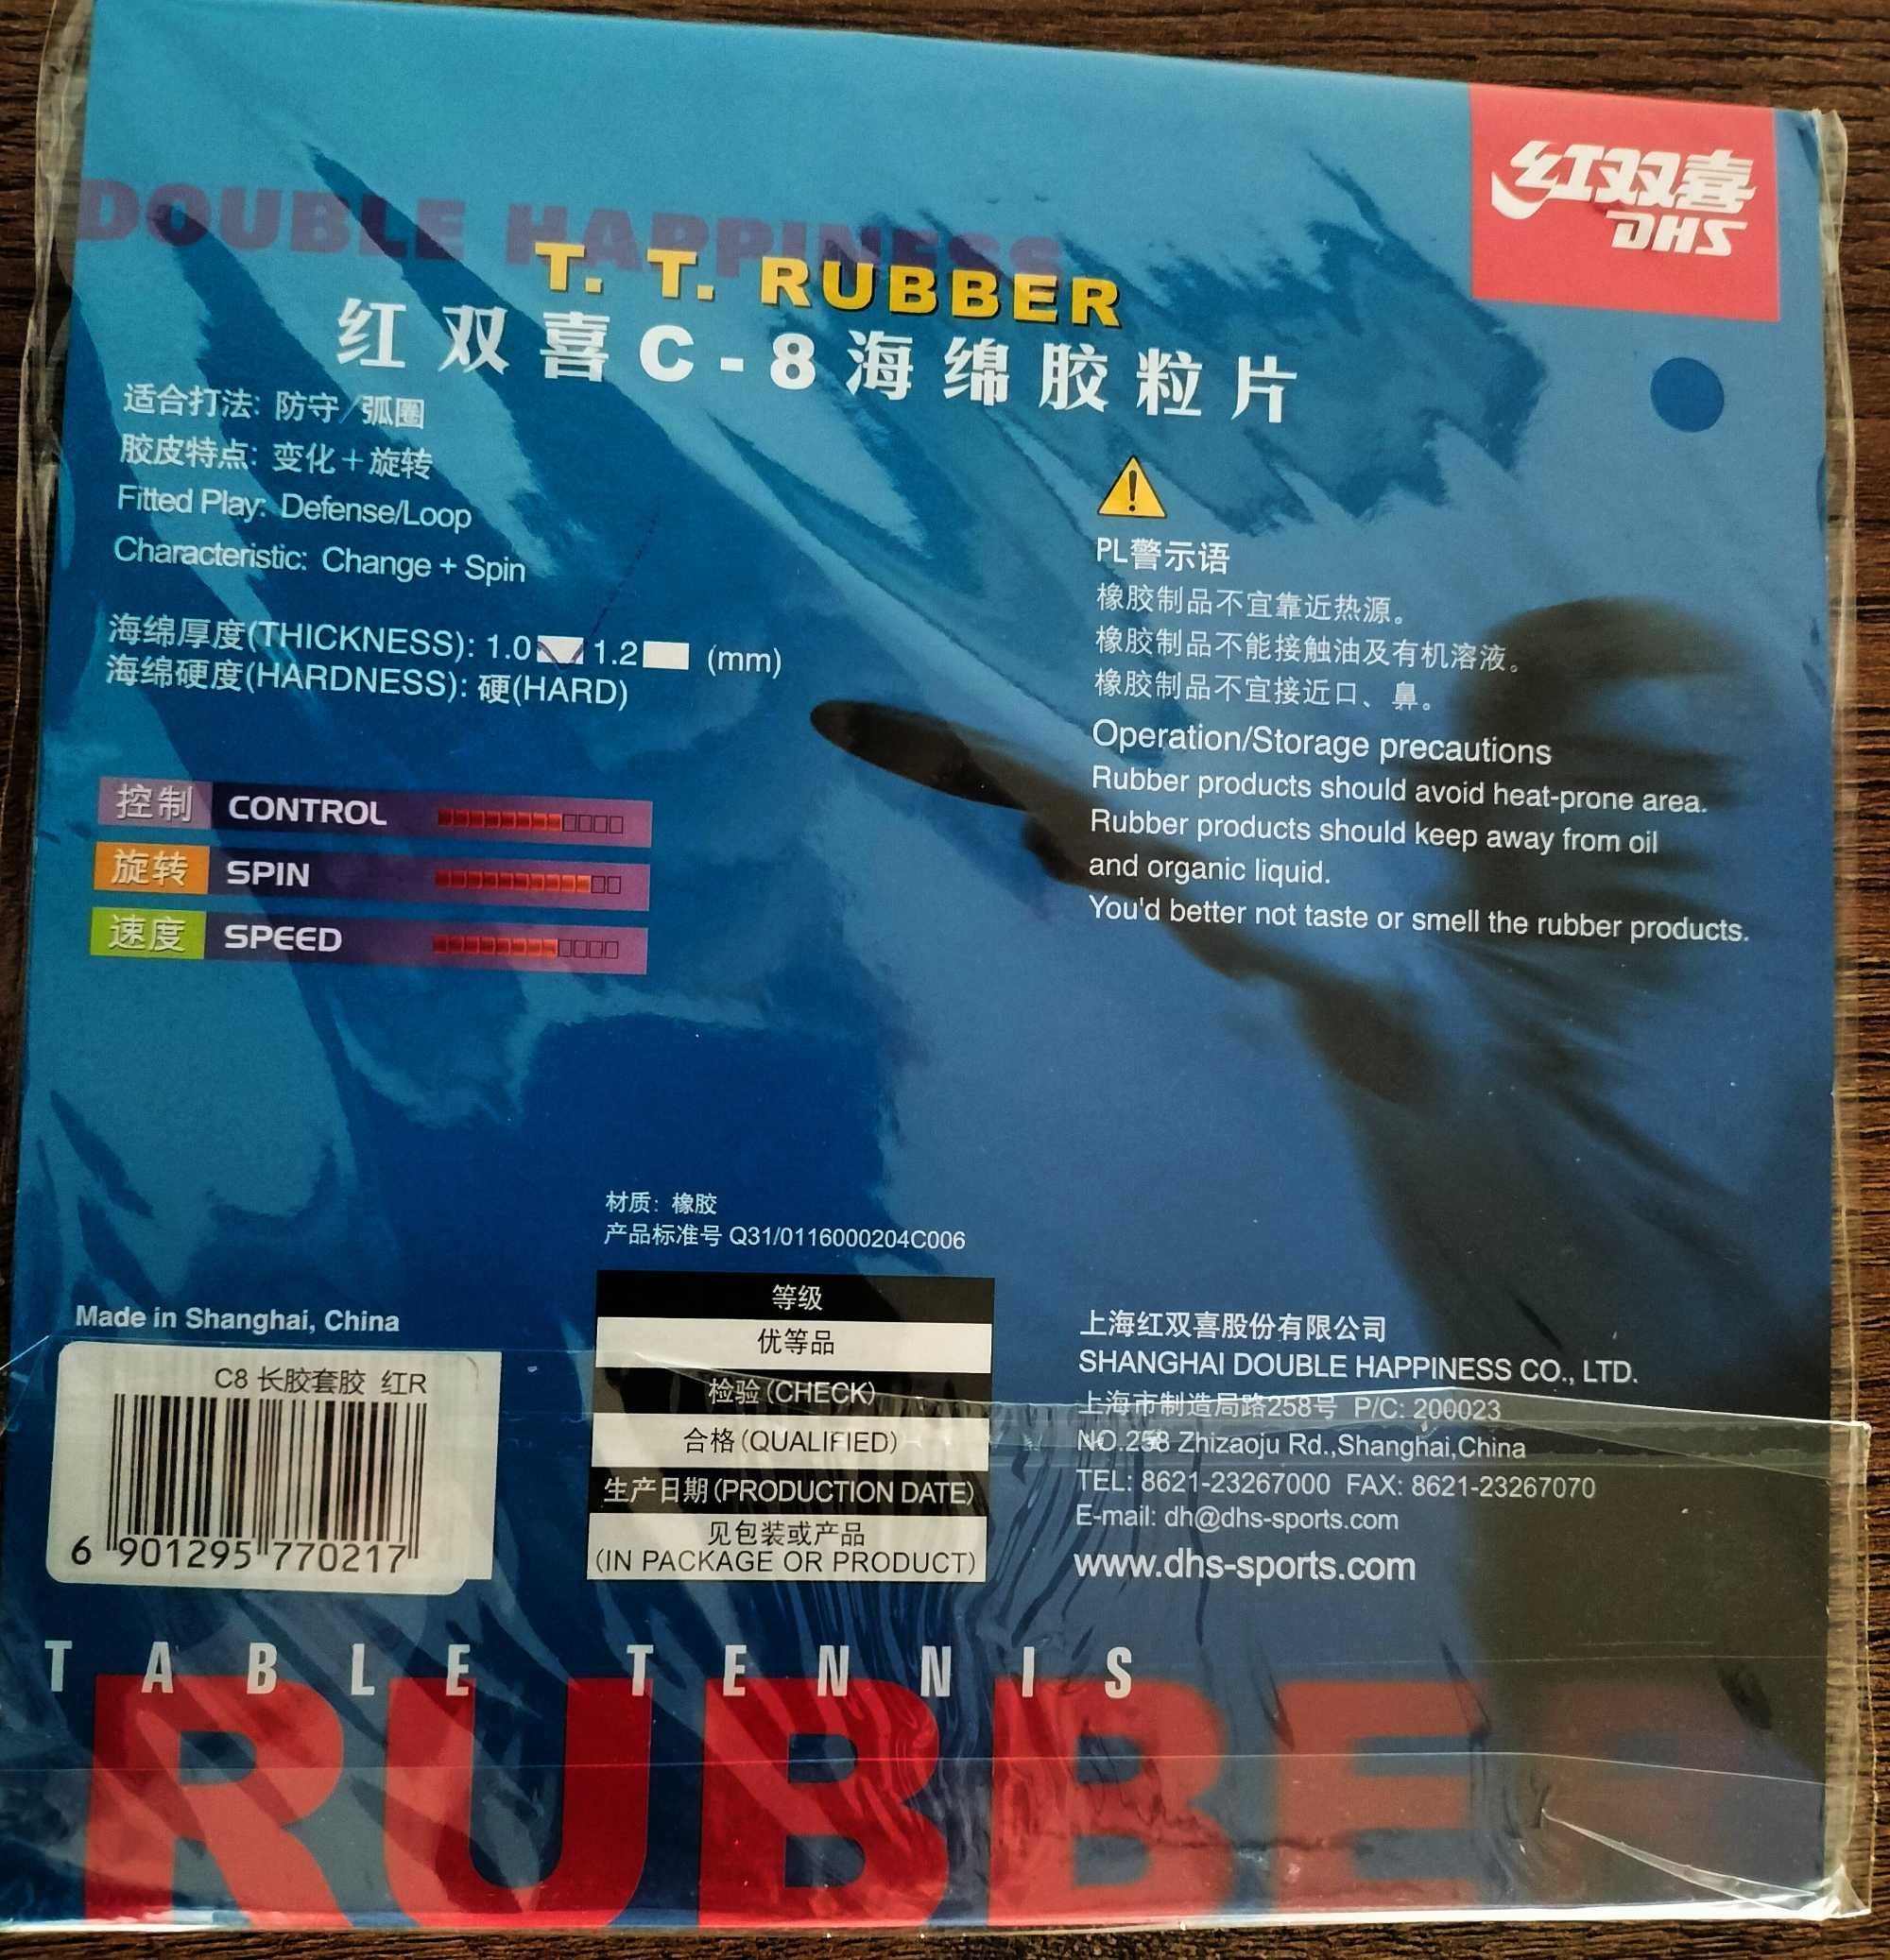 红双喜
DHS
DOUBLE HAPPINESS
T. T. RUBBER
红双喜C-8海绵胶粒片
适合打法: 防守/弧圈
胶皮特点: 变化+旋转
Fitted Play: Defense/Loop
Characteristic: Change + Spin
海绵厚度(THICKNESS): 1.0 1.2 (mm)
海绵硬度(HARDNESS): 硬(HARD)
控制 CONTROL
旋转 SPIN
速度 SPEED
PL警示语
橡胶制品不宜靠近热源。
橡胶制品不能接触油及有机溶液。
橡胶制品不宜接近口、鼻。
Operation/Storage precautions
Rubber products should avoid heat-prone area.
Rubber products should keep away from oil
and organic liquid.
You'd better not taste or smell the rubber products.
材质: 橡胶
产品标准号 Q31/0116000204C006
Made in Shanghai, China
C8 长胶套胶 红R
6 901295 770217
等级
优等品
检验(CHECK)
合格(QUALIFIED)
生产日期(PRODUCTION DATE)
见包装或产品
(IN PACKAGE OR PRODUCT)
上海红双喜股份有限公司
SHANGHAI DOUBLE HAPPINESS CO., LTD.
上海市制造局路258号 P/C: 200023
NO.258 Zhizaoju Rd.,Shanghai,China
TEL: 8621-23267000 FAX: 8621-23267070
E-mail: dh@dhs-sports.com
www.dhs-sports.com
TABLE TENNIS
RUBBER